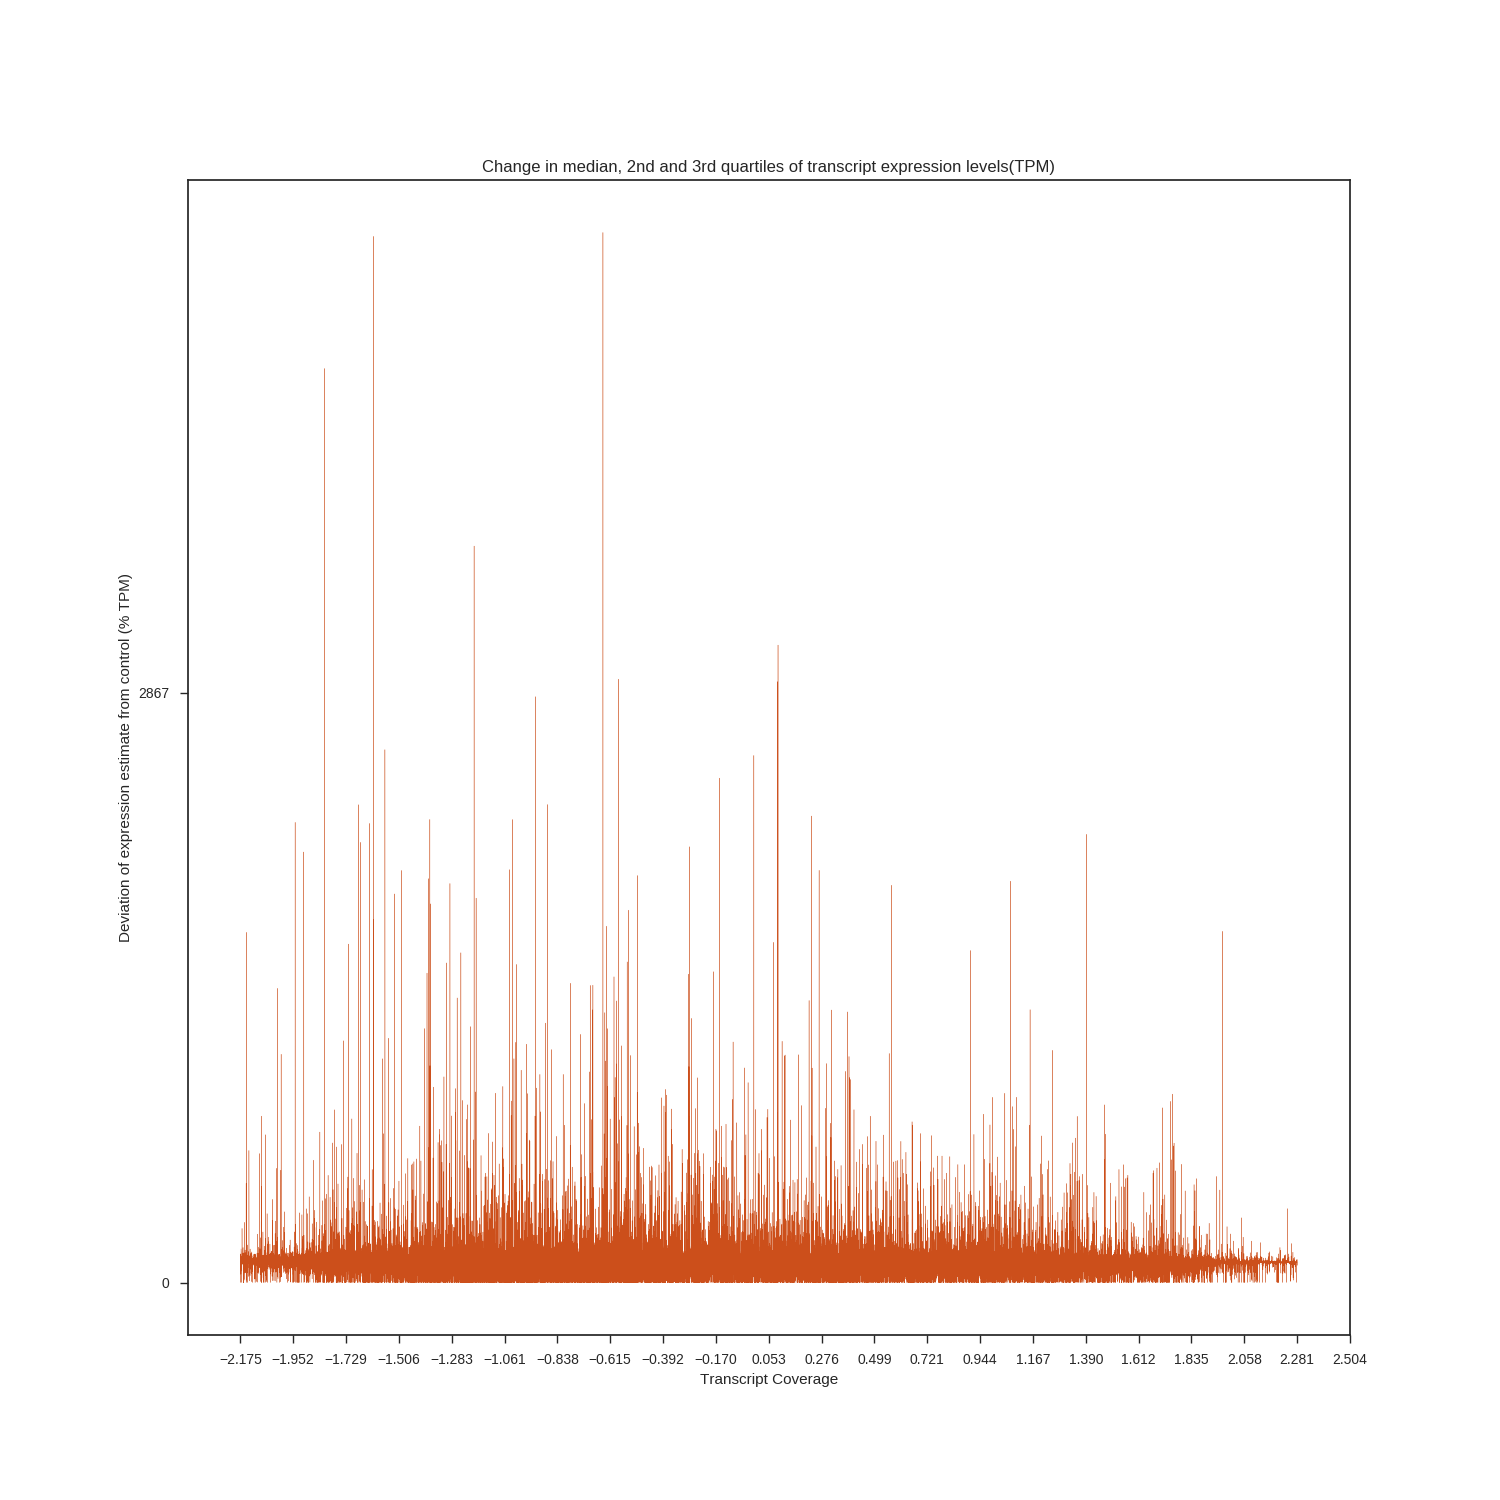 Change in median, 2nd and 3rd quartiles of transcript expression levels(TPM)
Deviation of expression estimate from control (% TPM)
2867
0
−2.175 −1.952 −1.729 −1.506 −1.283 −1.061 −0.838 −0.615 −0.392 −0.170 0.053 0.276 0.499 0.721 0.944 1.167 1.390 1.612 1.835 2.058 2.281 2.504
Transcript Coverage